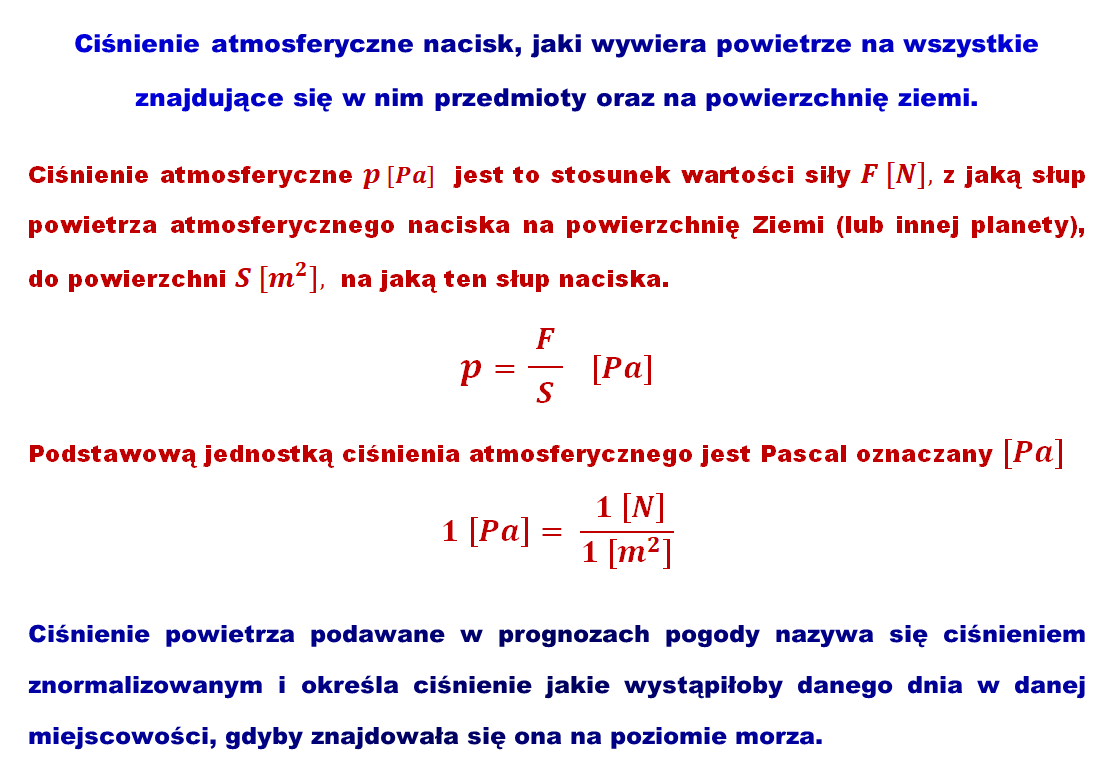 Ciśnienie atmosferyczne nacisk, jaki wywiera powietrze na wszystkie
znajdujące się w nim przedmioty oraz na powierzchnię ziemi.
Ciśnienie atmosferyczne p [Pa] jest to stosunek wartości siły F [N], z jaką słup
powietrza atmosferycznego naciska na powierzchnię Ziemi (lub innej planety),
do powierzchni S [m²], na jaką ten słup naciska.
p = F/S [Pa]
Podstawową jednostką ciśnienia atmosferycznego jest Pascal oznaczany [Pa]
1 [Pa] = 1 [N] / 1 [m²]
Ciśnienie powietrza podawane w prognozach pogody nazywa się ciśnieniem
znormalizowanym i określa ciśnienie jakie wystąpiłoby danego dnia w danej
miejscowości, gdyby znajdowała się ona na poziomie morza.